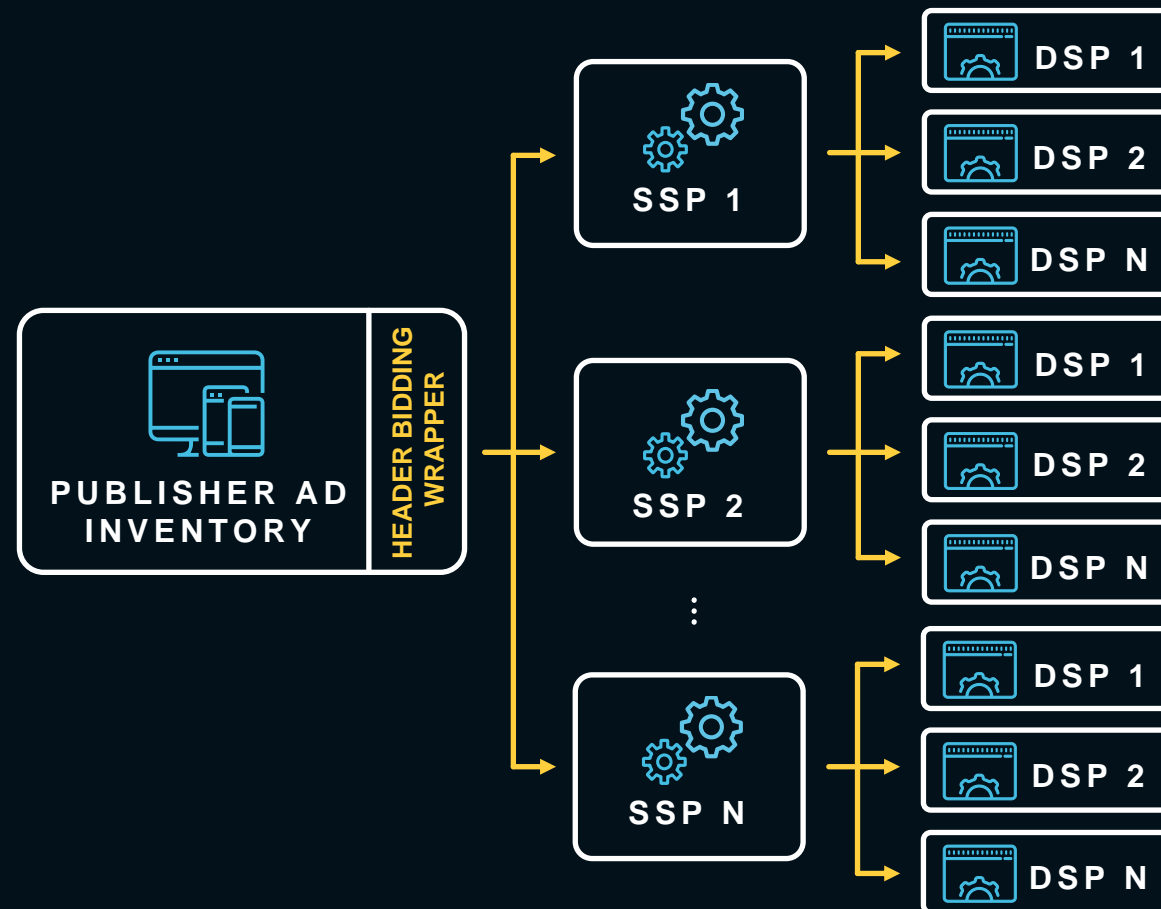 PUBLISHER AD
INVENTORY
HEADER BIDDING
WRAPPER
SSP 1
DSP 1
DSP 2
DSP N
SSP 2
DSP 1
DSP 2
DSP N
SSP N
DSP 1
DSP 2
DSP N